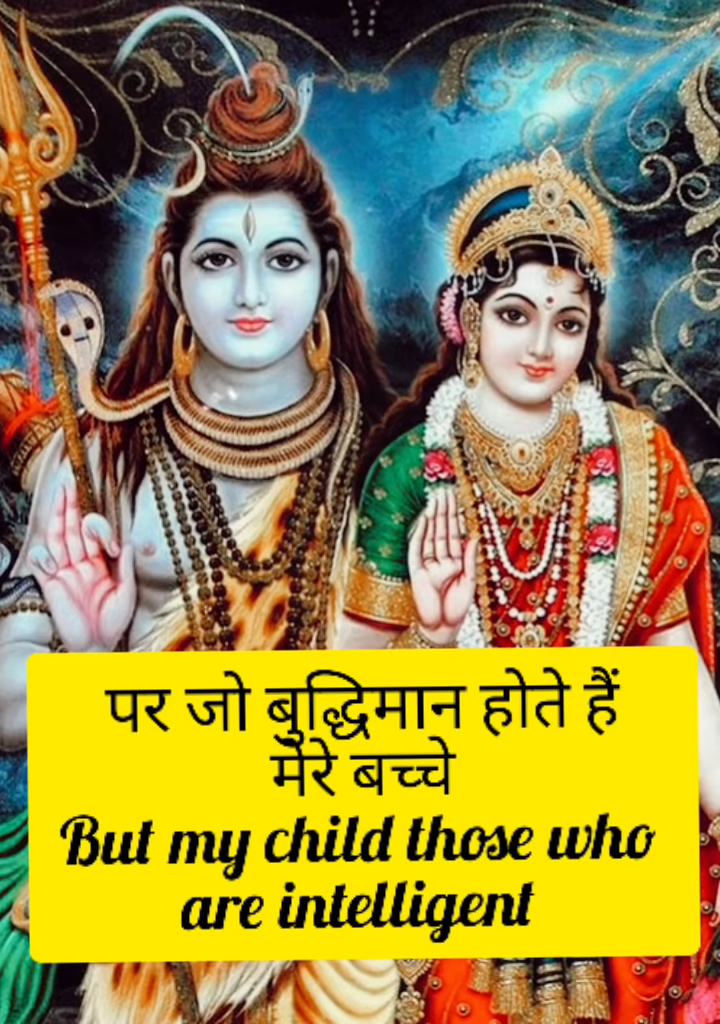 पर जो बुद्धिमान होते हैं
मेरे बच्चे
But my child those who
are intelligent